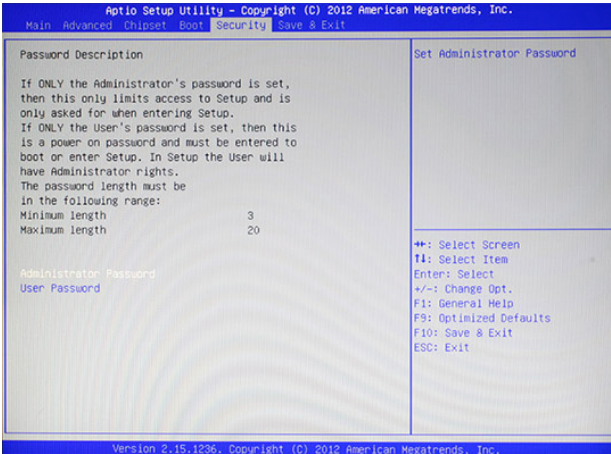 Aptio Setup Utility – Copyright (C) 2012 American Megatrends, Inc.
Main Advanced Chipset Boot Security Save & Exit
Password Description
If ONLY the Administrator's password is set,
then this only limits access to Setup and is
only asked for when entering Setup.
If ONLY the User's password is set, then this
is a power on password and must be entered to
boot or enter Setup. In Setup the User will
have Administrator rights.
The password length must be
in the following range:
Minimum length 3
Maximum length 20
Administrator Password
User Password
Set Administrator Password
→←: Select Screen
↑↓: Select Item
Enter: Select
+/-: Change Opt.
F1: General Help
F9: Optimized Defaults
F10: Save & Exit
ESC: Exit
Version 2.15.1236. Copyright (C) 2012 American Megatrends, Inc.